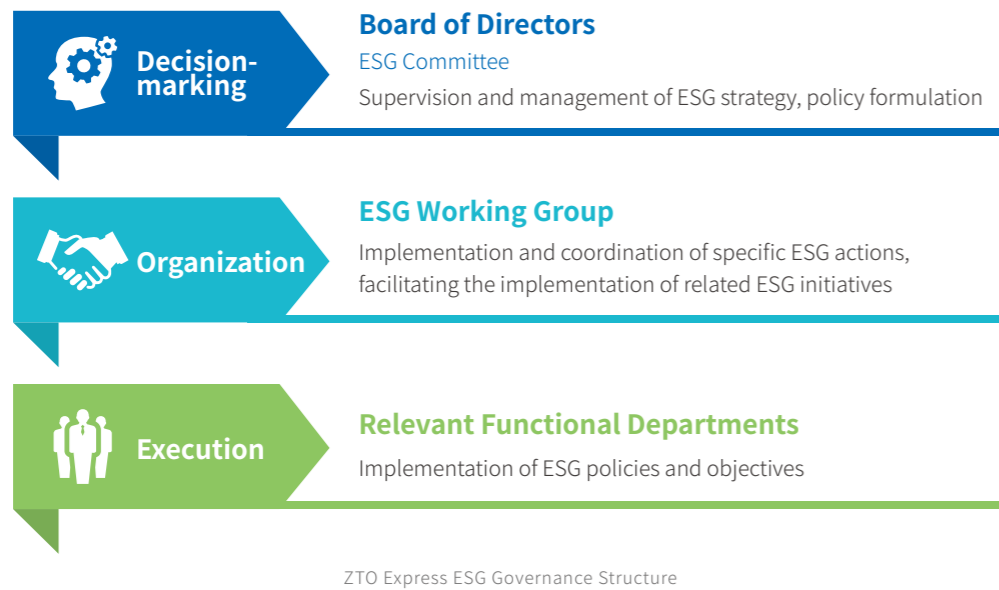 Decision-
marking
Board of Directors
ESG Committee
Supervision and management of ESG strategy, policy formulation
Organization
ESG Working Group
Implementation and coordination of specific ESG actions,
facilitating the implementation of related ESG initiatives
Execution
Relevant Functional Departments
Implementation of ESG policies and objectives
ZTO Express ESG Governance Structure